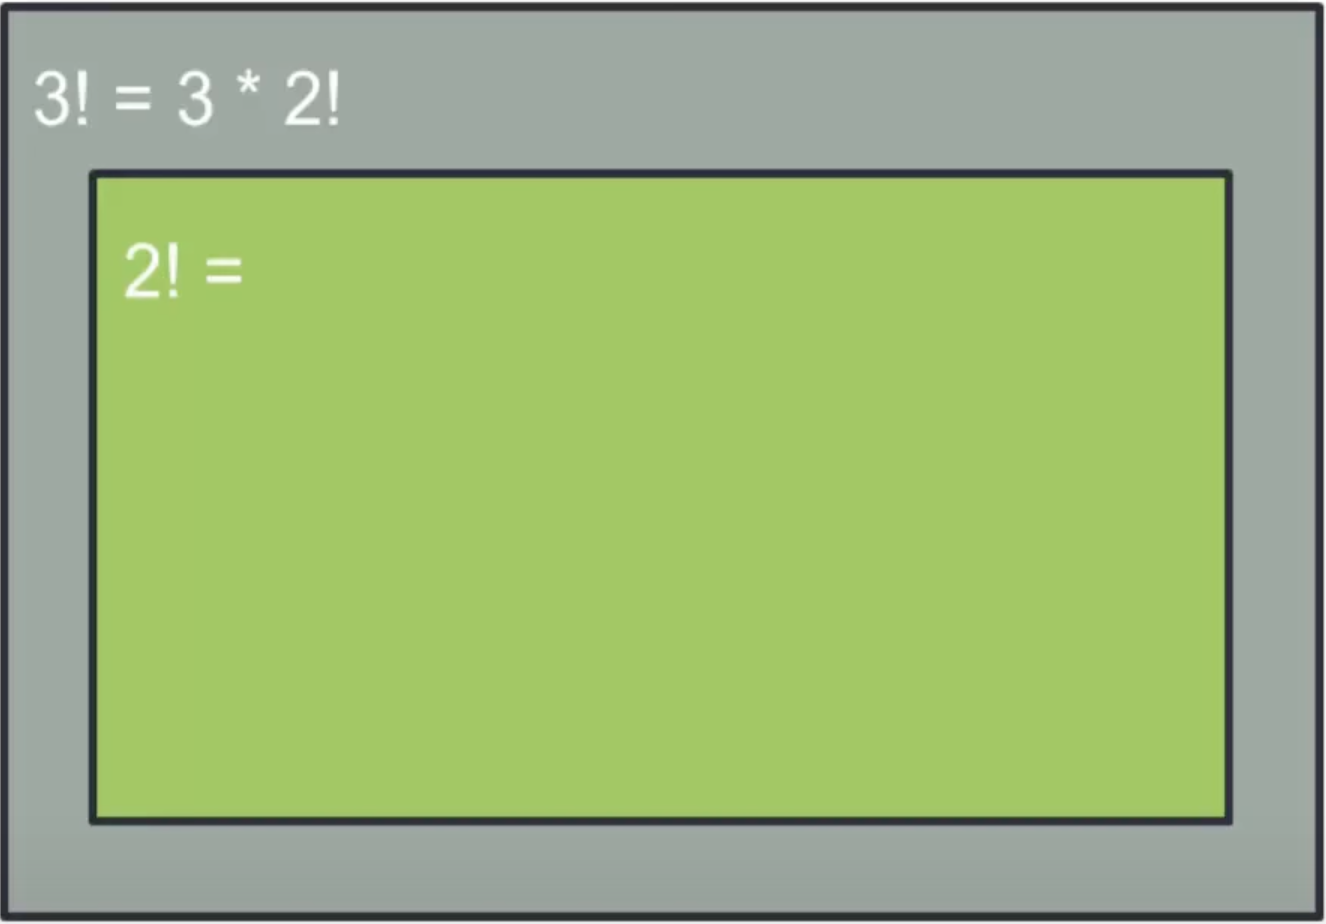 3! = 3 * 2!
2! =